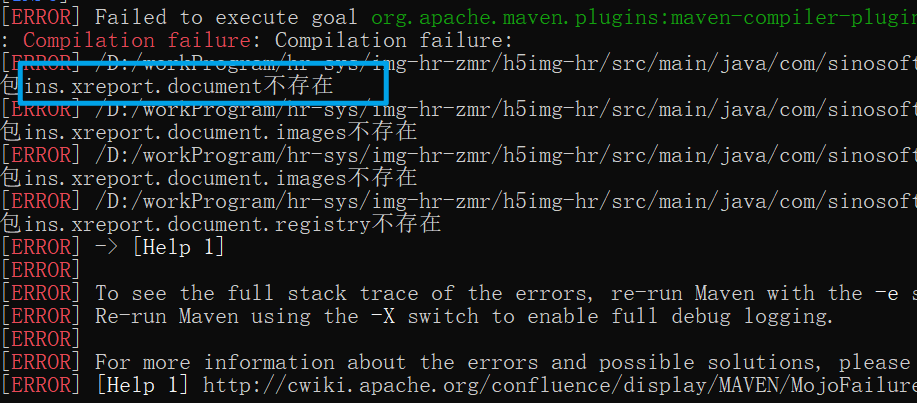 [ERROR] Failed to execute goal org.apache.maven.plugins:maven-compiler-plugin
: Compilation failure: Compilation failure:
[ERROR] /D:/workProgram/hr-sys/img-hr-zmr/h5img-hr/src/main/java/com/sinosoft
包ins.xreport.document不存在
[ERROR] /D:/workProgram/hr-sys/img-hr-zmr/h5img-hr/src/main/java/com/sinosoft
包ins.xreport.document.images不存在
[ERROR] /D:/workProgram/hr-sys/img-hr-zmr/h5img-hr/src/main/java/com/sinosoft
包ins.xreport.document.images不存在
[ERROR] /D:/workProgram/hr-sys/img-hr-zmr/h5img-hr/src/main/java/com/sinosoft
包ins.xreport.document.registry不存在
[ERROR] -> [Help 1]
[ERROR]
[ERROR] To see the full stack trace of the errors, re-run Maven with the -e s
[ERROR] Re-run Maven using the -X switch to enable full debug logging.
[ERROR]
[ERROR] For more information about the errors and possible solutions, please
[ERROR] [Help 1] http://cwiki.apache.org/confluence/display/MAVEN/MojoFailure